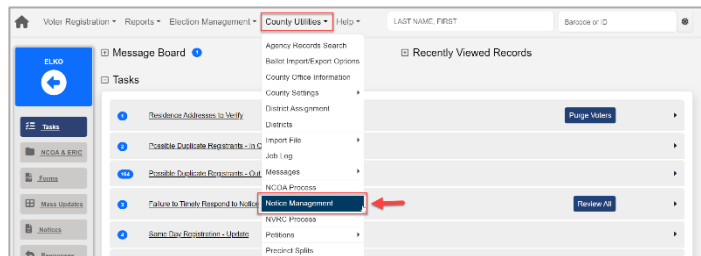 Voter Registration Reports Election Management County Utilities Help LAST NAME, FIRST Barcode or ID
ELKO
Message Board 1
Recently Viewed Records
Tasks
Tasks
NCOA & ERIC
Forms
Mass Updates
Notices
Residence Addresses to Verify
Purge Voters
Possible Duplicate Registrants - In C
Possible Duplicate Registrants - Out
Failure to Timely Respond to Notice
Review All
Same Day Registration - Update
Agency Records Search
Ballot Import/Export Options
County Office Information
County Settings
District Assignment
Districts
Import File
Job Log
Messages
NCOA Process
Notice Management
NVRC Process
Petitions
Precinct Splits